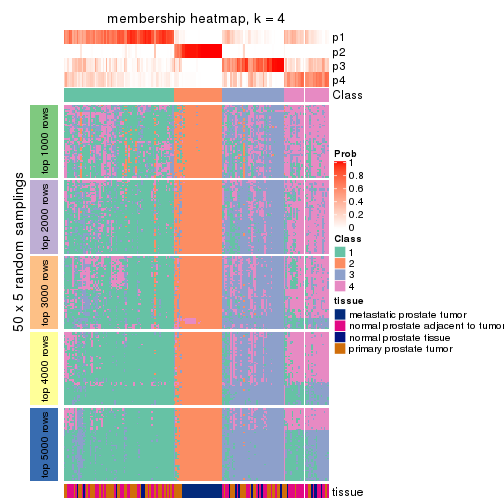 membership heatmap, k = 4
p1
p2
p3
p4
Class
50 x 5 random samplings
top 1000 rows
top 2000 rows
top 3000 rows
top 4000 rows
top 5000 rows
Prob
1
0.8
0.6
0.4
0.2
0
Class
1
2
3
4
tissue
metastatic prostate tumor
normal prostate adjacent to tumor
normal prostate tissue
primary prostate tumor
tissue